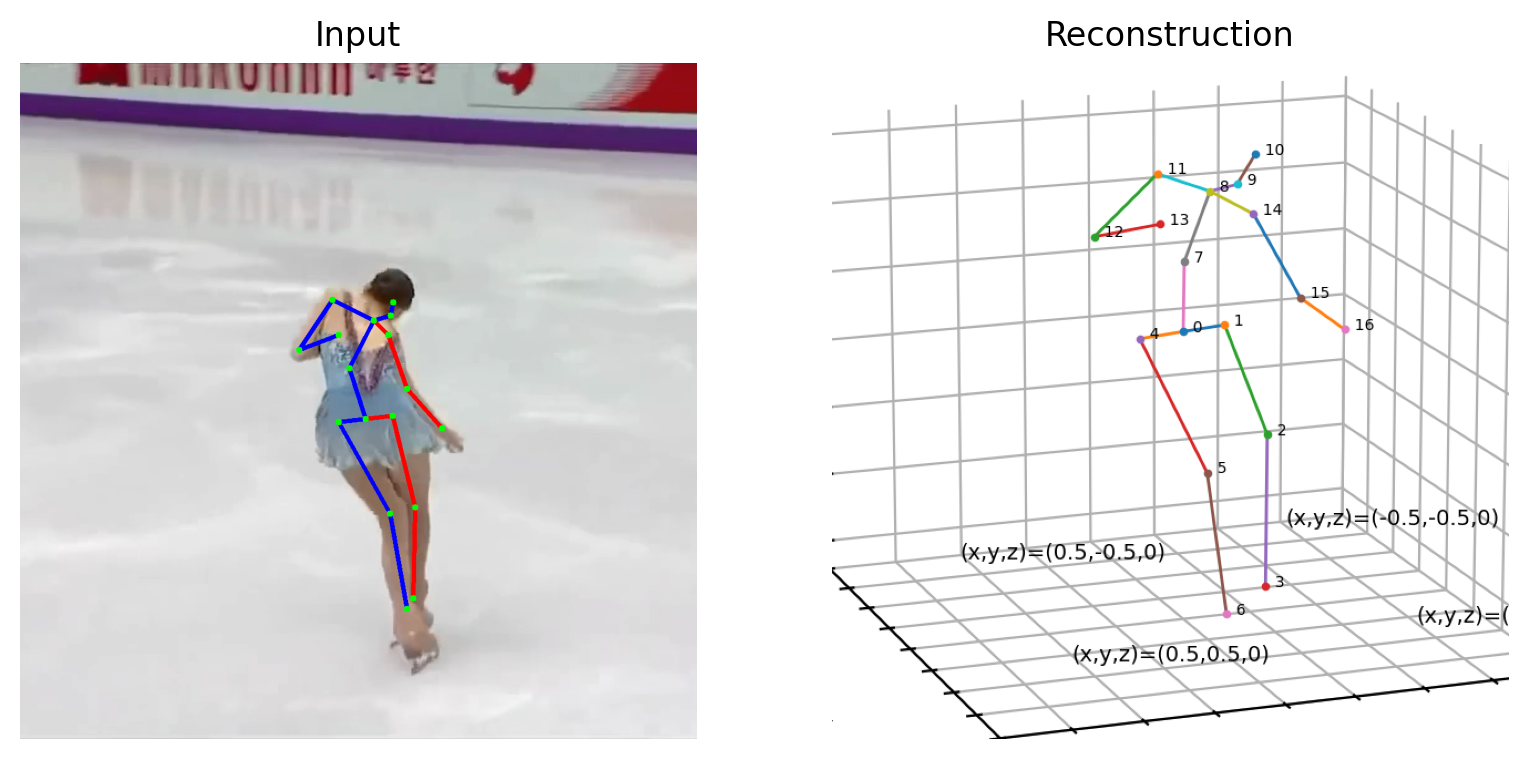 Input
Reconstruction
10
11
8
9
14
12
13
7
15
16
4
0
1
2
5
(x,y,z)=(-0.5,-0.5,0)
(x,y,z)=(0.5,-0.5,0)
3
6
(x,y,z)=(
(x,y,z)=(0.5,0.5,0)